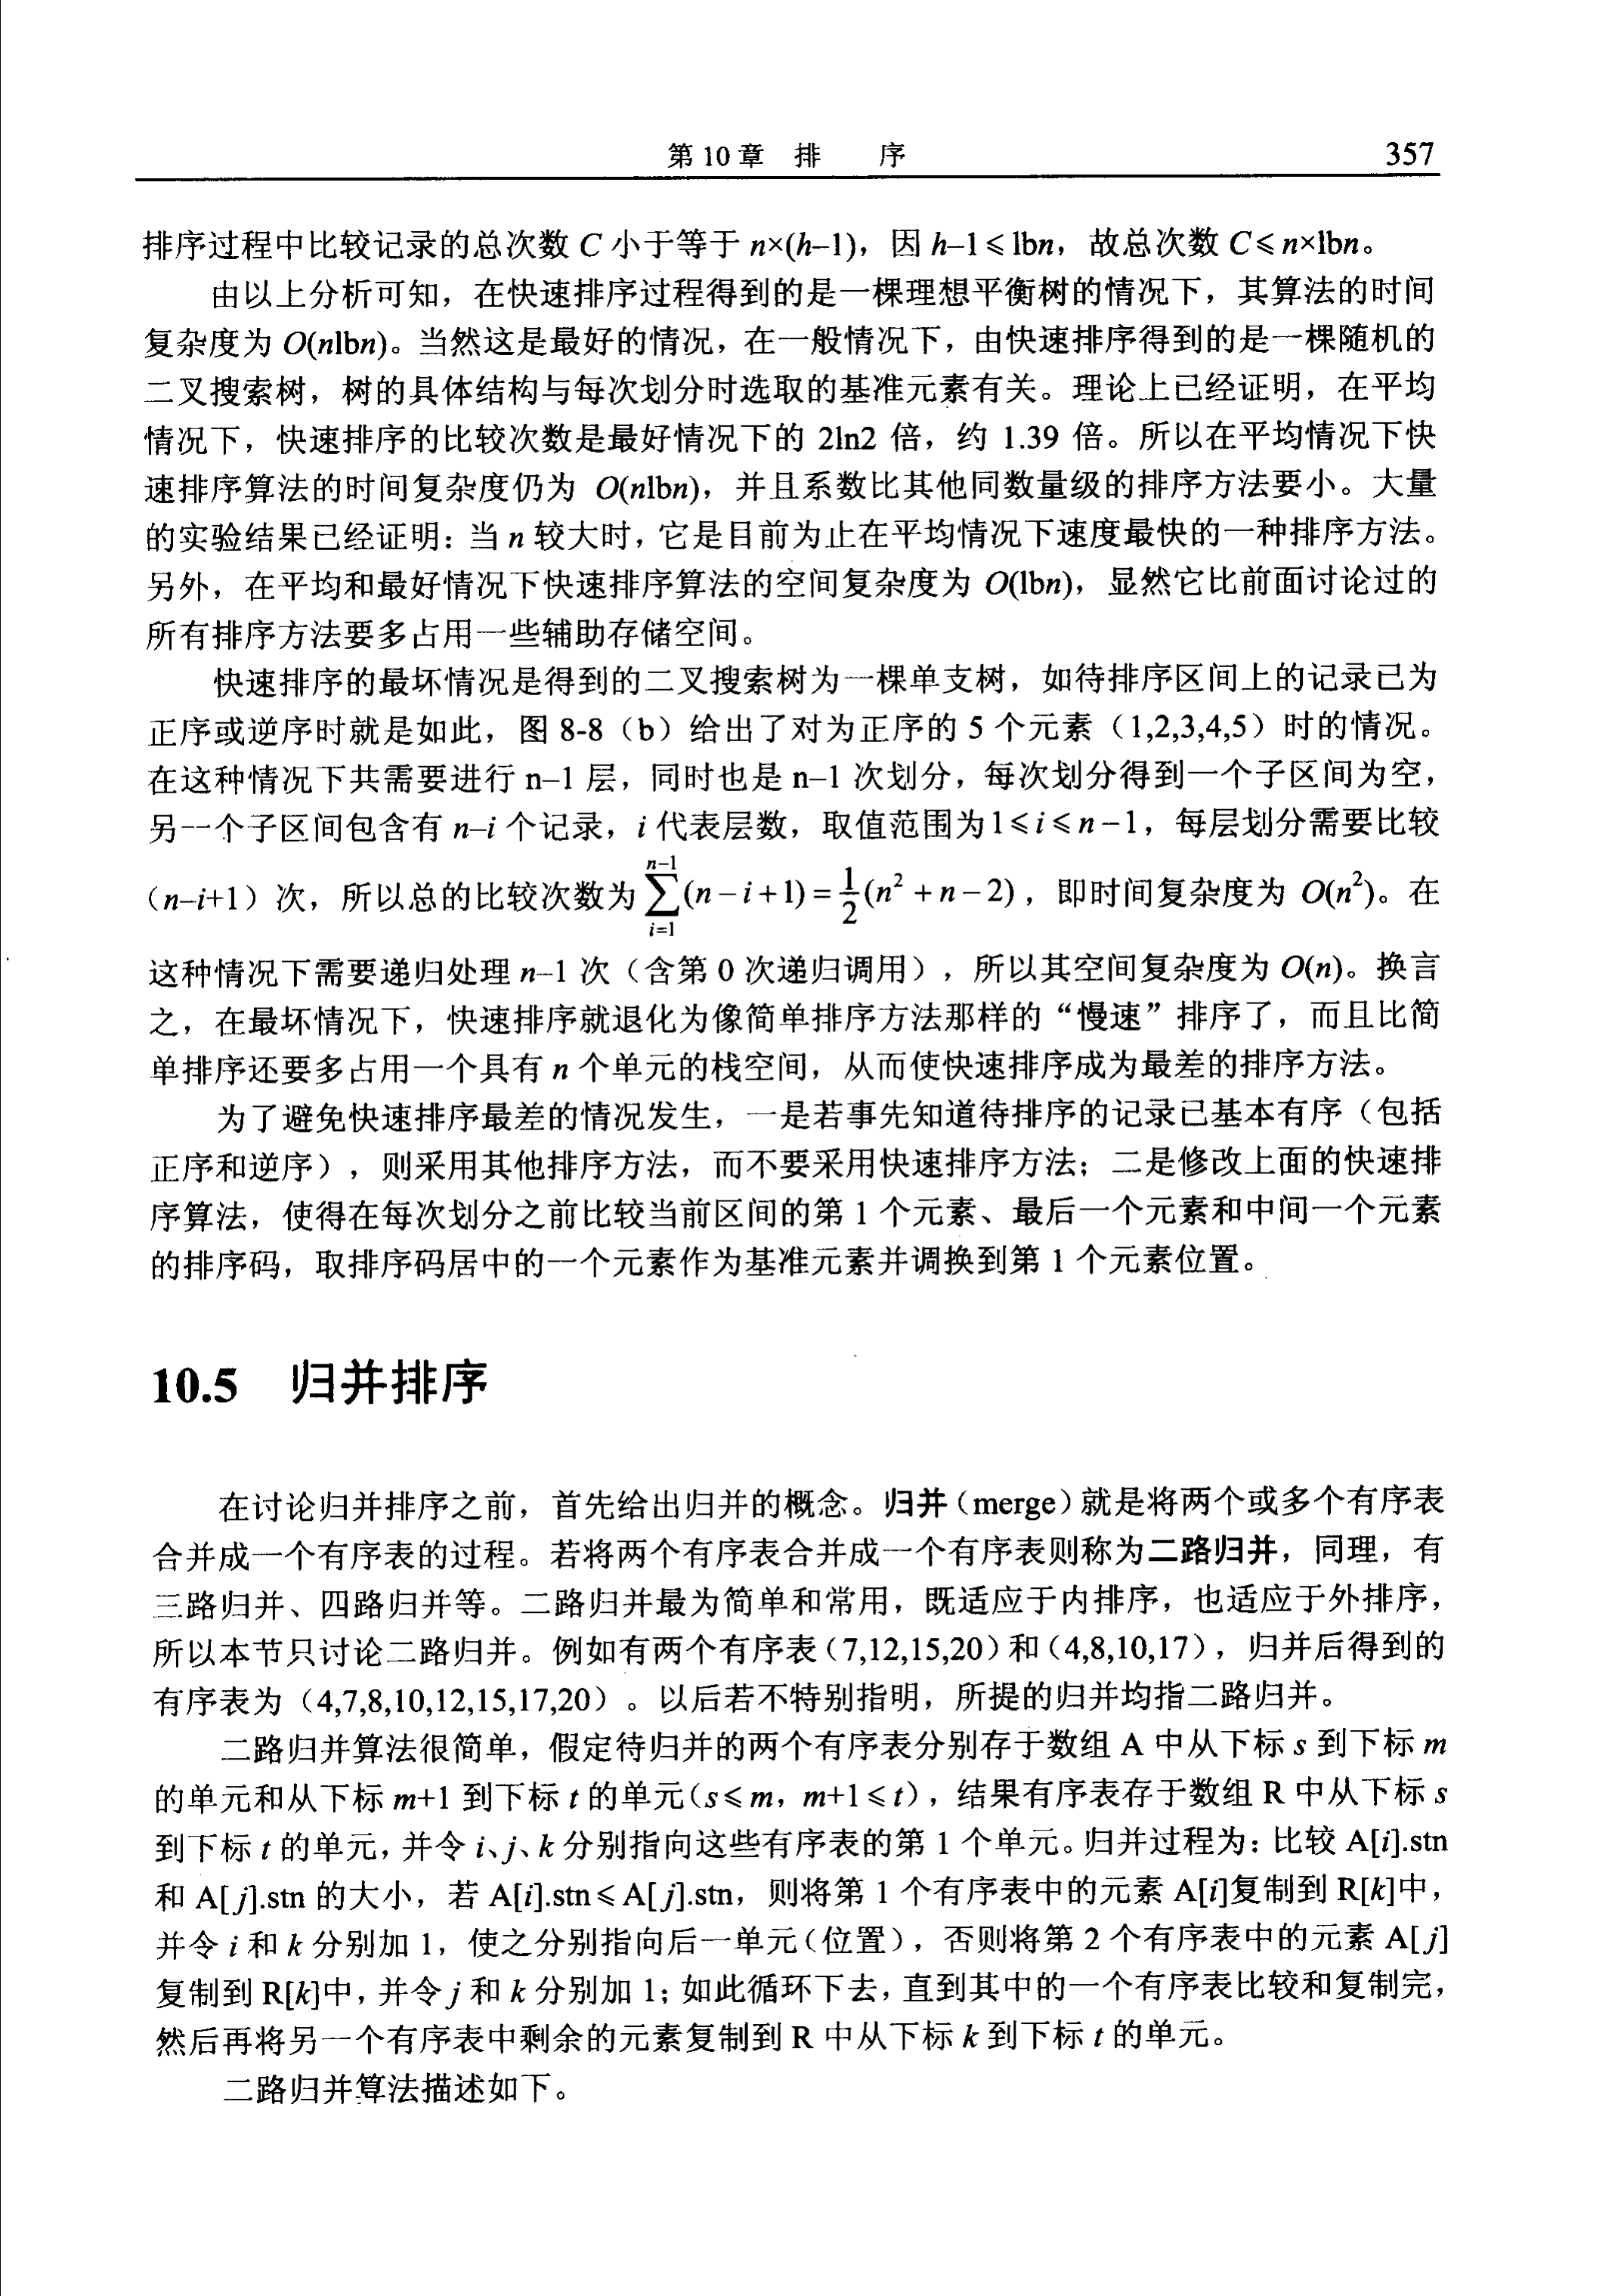 第 10 章 排 序 357
排序过程中比较记录的总次数 C 小于等于 n×(h–1)，因 h–1≤lbn，故总次数 C≤n×lbn。
由以上分析可知，在快速排序过程得到的是一棵理想平衡树的情况下，其算法的时间
复杂度为 O(nlbn)。当然这是最好的情况，在一般情况下，由快速排序得到的是一棵随机的
二叉搜索树，树的具体结构与每次划分时选取的基准元素有关。理论上已经证明，在平均
情况下，快速排序的比较次数是最好情况下的 2ln2 倍，约 1.39 倍。所以在平均情况下快
速排序算法的时间复杂度仍为 O(nlbn)，并且系数比其他同数量级的排序方法要小。大量
的实验结果已经证明：当 n 较大时，它是目前为止在平均情况下速度最快的一种排序方法。
另外，在平均和最好情况下快速排序算法的空间复杂度为 O(lbn)，显然它比前面讨论过的
所有排序方法要多占用一些辅助存储空间。
快速排序的最坏情况是得到的二叉搜索树为一棵单支树，如待排序区间上的记录已为
正序或逆序时就是如此，图 8-8（b）给出了对为正序的 5 个元素（1,2,3,4,5）时的情况。
在这种情况下共需要进行 n–1 层，同时也是 n–1 次划分，每次划分得到一个子区间为空，
另一个子区间包含有 n–i 个记录，i 代表层数，取值范围为1≤i≤n−1，每层划分需要比较
（n–i+1）次，所以总的比较次数为 $\sum_{i=1}^{n-1}(n-i+1)=\frac{1}{2}(n^2+n-2)$，即时间复杂度为 O(n²)。在
这种情况下需要递归处理 n–1 次（含第 0 次递归调用），所以其空间复杂度为 O(n)。换言
之，在最坏情况下，快速排序就退化为像简单排序方法那样的“慢速”排序了，而且比简
单排序还要多占用一个具有 n 个单元的栈空间，从而使快速排序成为最差的排序方法。
为了避免快速排序最差的情况发生，一是若事先知道待排序的记录已基本有序（包括
正序和逆序），则采用其他排序方法，而不要采用快速排序方法；二是修改上面的快速排
序算法，使得在每次划分之前比较当前区间的第 1 个元素、最后一个元素和中间一个元素
的排序码，取排序码居中的一个元素作为基准元素并调换到第 1 个元素位置。
10.5 归并排序
在讨论归并排序之前，首先给出归并的概念。归并（merge）就是将两个或多个有序表
合并成一个有序表的过程。若将两个有序表合并成一个有序表则称为二路归并，同理，有
三路归并、四路归并等。二路归并最为简单和常用，既适应于内排序，也适应于外排序，
所以本节只讨论二路归并。例如有两个有序表（7,12,15,20）和（4,8,10,17），归并后得到的
有序表为（4,7,8,10,12,15,17,20）。以后若不特别指明，所提的归并均指二路归并。
二路归并算法很简单，假定待归并的两个有序表分别存于数组 A 中从下标 s 到下标 m
的单元和从下标 m+1 到下标 t 的单元（s≤m，m+1≤t），结果有序表存于数组 R 中从下标 s
到下标 t 的单元，并令 i、j、k 分别指向这些有序表的第 1 个单元。归并过程为：比较 A[i].stn
和 A[j].stn 的大小，若 A[i].stn≤A[j].stn，则将第 1 个有序表中的元素 A[i]复制到 R[k]中，
并令 i 和 k 分别加 1，使之分别指向后一单元（位置），否则将第 2 个有序表中的元素 A[j]
复制到 R[k]中，并令 j 和 k 分别加 1；如此循环下去，直到其中的一个有序表比较和复制完，
然后再将另一个有序表中剩余的元素复制到 R 中从下标 k 到下标 t 的单元。
二路归并算法描述如下。